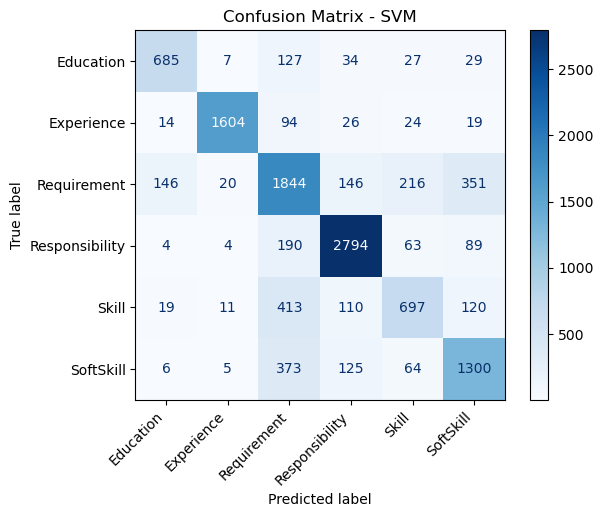 Confusion Matrix - SVM
True label
Education 685 7 127 34 27 29
Experience 14 1604 94 26 24 19
Requirement 146 20 1844 146 216 351
Responsibility 4 4 190 2794 63 89
Skill 19 11 413 110 697 120
SoftSkill 6 5 373 125 64 1300
Education Experience Requirement Responsibility Skill SoftSkill
Predicted label
2500
2000
1500
1000
500